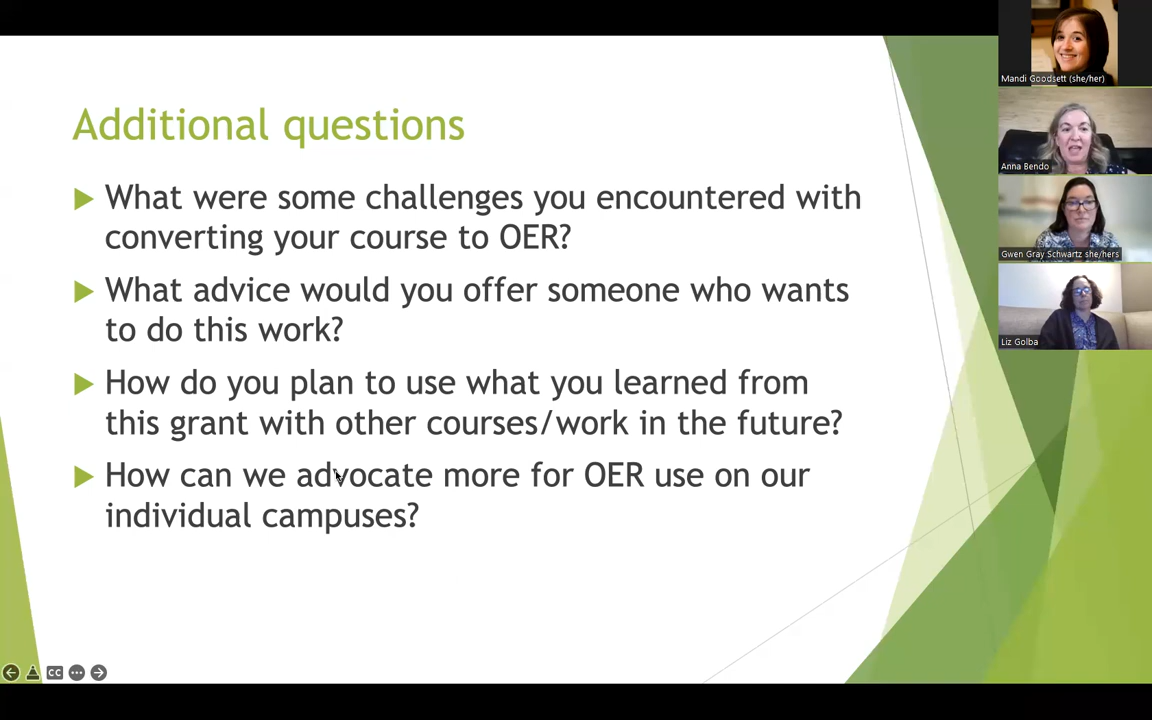 Additional questions
What were some challenges you encountered with
converting your course to OER?
What advice would you offer someone who wants
to do this work?
How do you plan to use what you learned from
this grant with other courses/work in the future?
How can we advocate more for OER use on our
individual campuses?
Mandi Goodsett (she/her)
Anna Bendo
Gwen Gray Schwartz she/hers
Liz Golba
CC